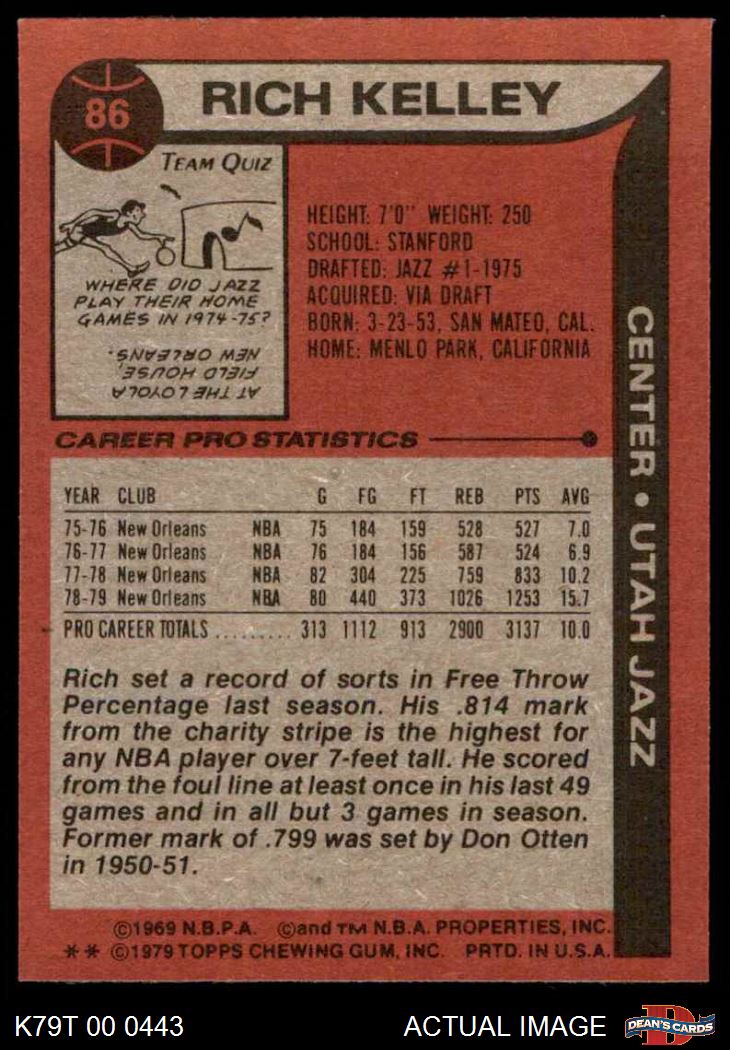 86
RICH KELLEY
TEAM QUIZ
WHERE DID JAZZ
PLAY THEIR HOME
GAMES IN 1974-75?
AT THE LOYOLA
FIELD HOUSE,
NEW ORLEANS.
HEIGHT: 7'0" WEIGHT: 250
SCHOOL: STANFORD
DRAFTED: JAZZ #1-1975
ACQUIRED: VIA DRAFT
BORN: 3-23-53, SAN MATEO, CAL.
HOME: MENLO PARK, CALIFORNIA
CENTER • UTAH JAZZ
CAREER PRO STATISTICS
YEAR CLUB G FG FT REB PTS AVG
75-76 New Orleans NBA 75 184 159 528 527 7.0
76-77 New Orleans NBA 76 184 156 587 524 6.9
77-78 New Orleans NBA 82 304 225 759 833 10.2
78-79 New Orleans NBA 80 440 373 1026 1253 15.7
PRO CAREER TOTALS .......... 313 1112 913 2900 3137 10.0
Rich set a record of sorts in Free Throw
Percentage last season. His .814 mark
from the charity stripe is the highest for
any NBA player over 7-feet tall. He scored
from the foul line at least once in his last 49
games and in all but 3 games in season.
Former mark of .799 was set by Don Otten
in 1950-51.
©1969 N.B.P.A. ©and TM N.B.A. PROPERTIES, INC.
** ©1979 TOPPS CHEWING GUM, INC. PRTD. IN U.S.A.
K79T 00 0443 ACTUAL IMAGE
D
DEAN'S CARDS